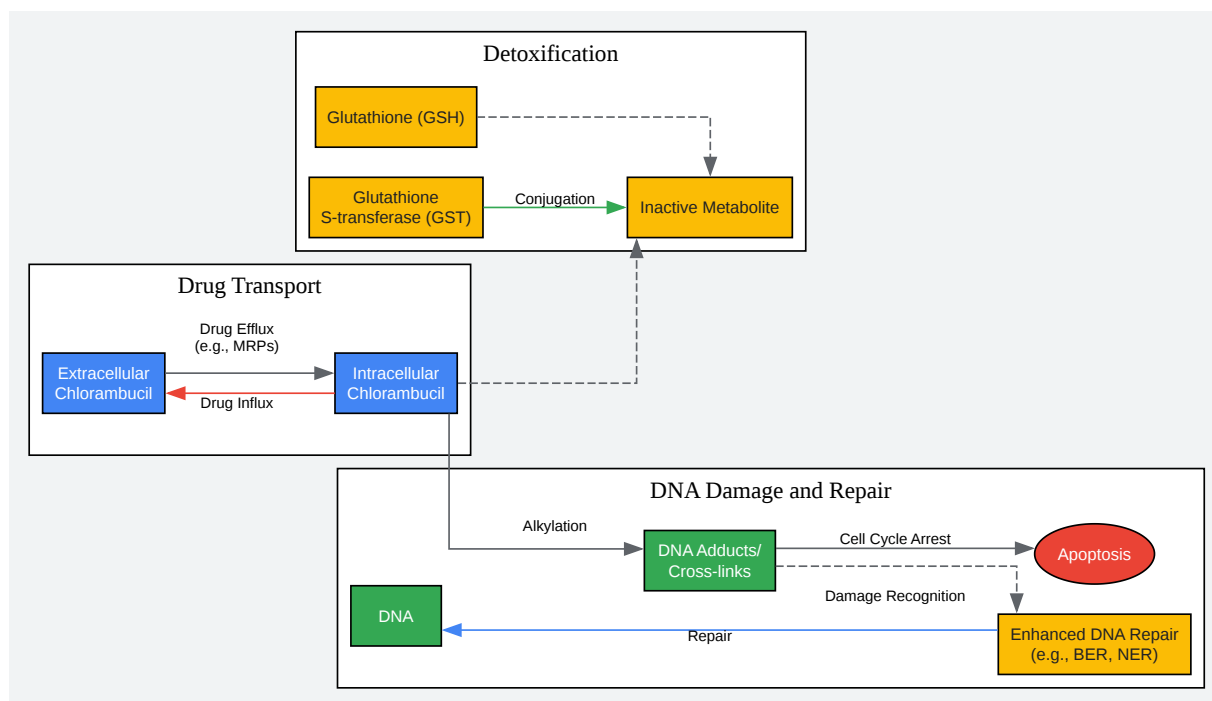 Detoxification
Glutathione (GSH)
Glutathione
S-transferase (GST)
Conjugation
Inactive Metabolite
Drug Transport
Drug Efflux
(e.g., MRPs)
Extracellular
Chlorambucil
Intracellular
Chlorambucil
Drug Influx
DNA Damage and Repair
Alkylation
DNA Adducts/
Cross-links
Cell Cycle Arrest
Apoptosis
Damage Recognition
DNA
Repair
Enhanced DNA Repair
(e.g., BER, NER)